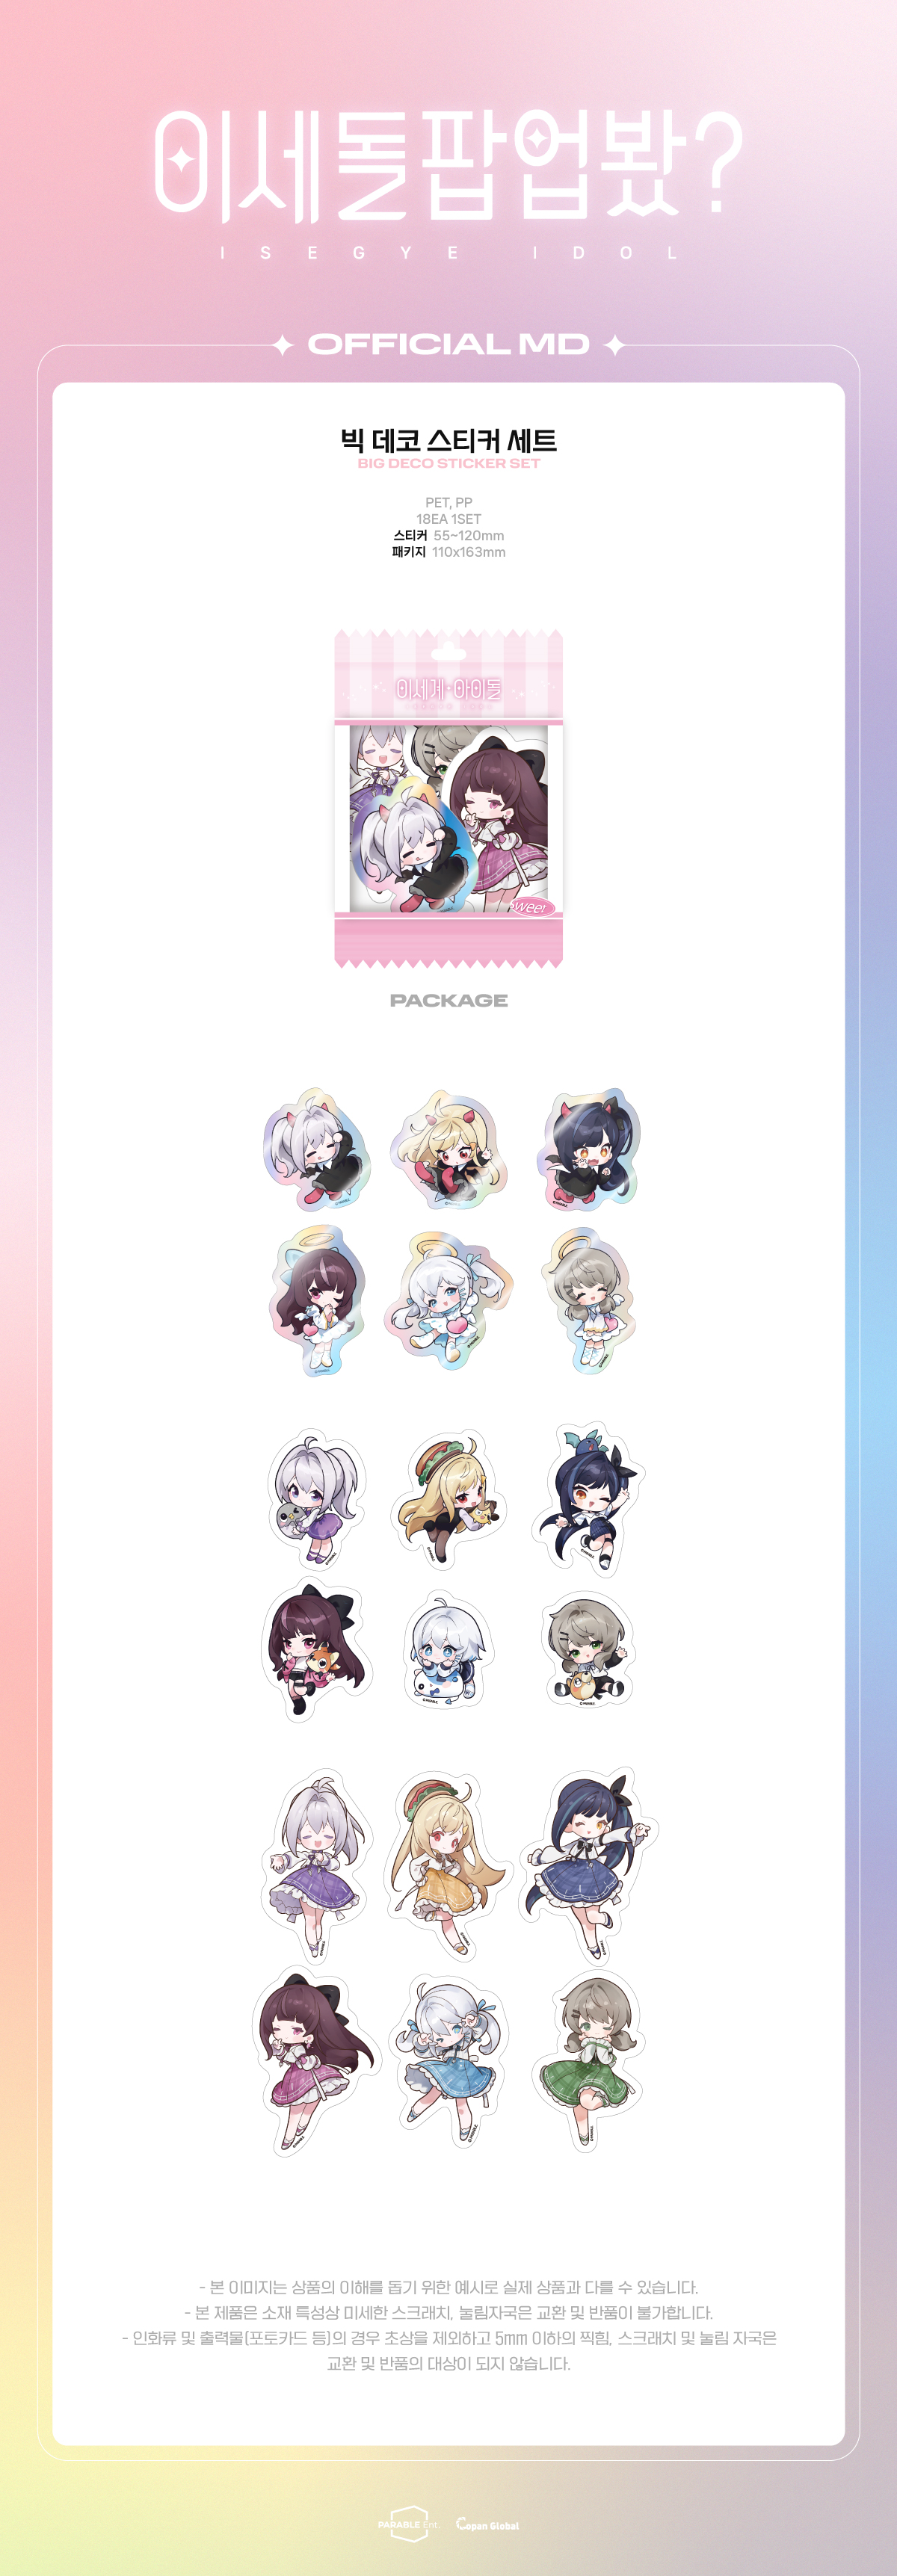 이세돌팝업봤?
ISEGYE IDOL
OFFICIAL MD
빅 데코 스티커 세트
BIG DECO STICKER SET
PET, PP
18EA 1SET
스티커 55~120mm
패키지 110x163mm
이세계아이돌
Sweet
PACKAGE
- 본 이미지는 상품의 이해를 돕기 위한 예시로 실제 상품과 다를 수 있습니다.
- 본 제품은 소재 특성상 미세한 스크래치, 눌림자국은 교환 및 반품이 불가합니다.
- 인화류 및 출력물(포토카드 등)의 경우 초상을 제외하고 5mm 이하의 찍힘, 스크래치 및 눌림 자국은
교환 및 반품의 대상이 되지 않습니다.
PARABLE Ent.
Copan Global